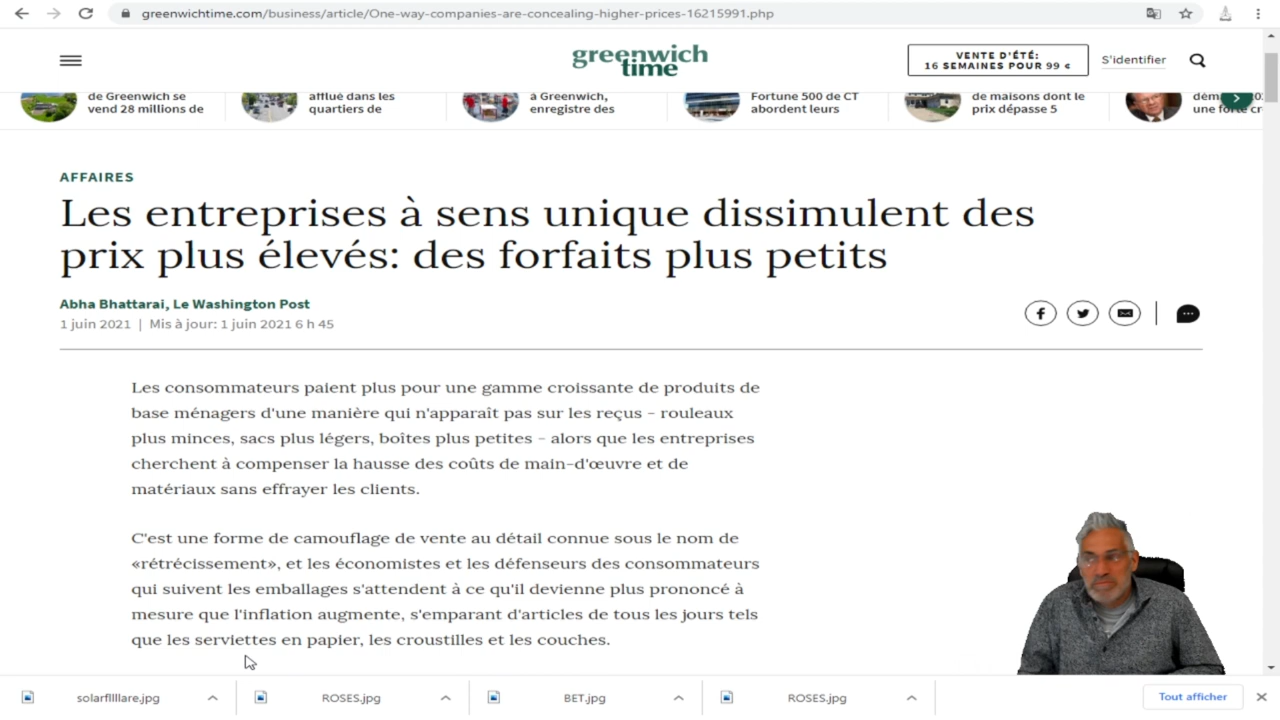 greenwichtime.com/business/article/One-way-companies-are-concealing-higher-prices-16215991.php
greenwich
time
VENTE D'ÉTÉ:
16 SEMAINES POUR 99 ¢
S'identifier
de Greenwich se
vend 28 millions de
afflué dans les
quartiers de
à Greenwich,
enregistre des
Fortune 500 de CT
abordent leurs
de maisons dont le
prix dépasse 5
une forte
AFFAIRES
Les entreprises à sens unique dissimulent des
prix plus élevés: des forfaits plus petits
Abha Bhattarai, Le Washington Post
1 juin 2021 | Mis à jour: 1 juin 2021 6 h 45
Les consommateurs paient plus pour une gamme croissante de produits de
base ménagers d'une manière qui n'apparaît pas sur les reçus - rouleaux
plus minces, sacs plus légers, boîtes plus petites - alors que les entreprises
cherchent à compenser la hausse des coûts de main-d'œuvre et de
matériaux sans effrayer les clients.
C'est une forme de camouflage de vente au détail connue sous le nom de
«rétrécissement», et les économistes et les défenseurs des consommateurs
qui suivent les emballages s'attendent à ce qu'il devienne plus prononcé à
mesure que l'inflation augmente, s'emparant d'articles de tous les jours tels
que les serviettes en papier, les croustilles et les couches.
solarfllllare.jpg
ROSES.jpg
BET.jpg
ROSES.jpg
Tout afficher